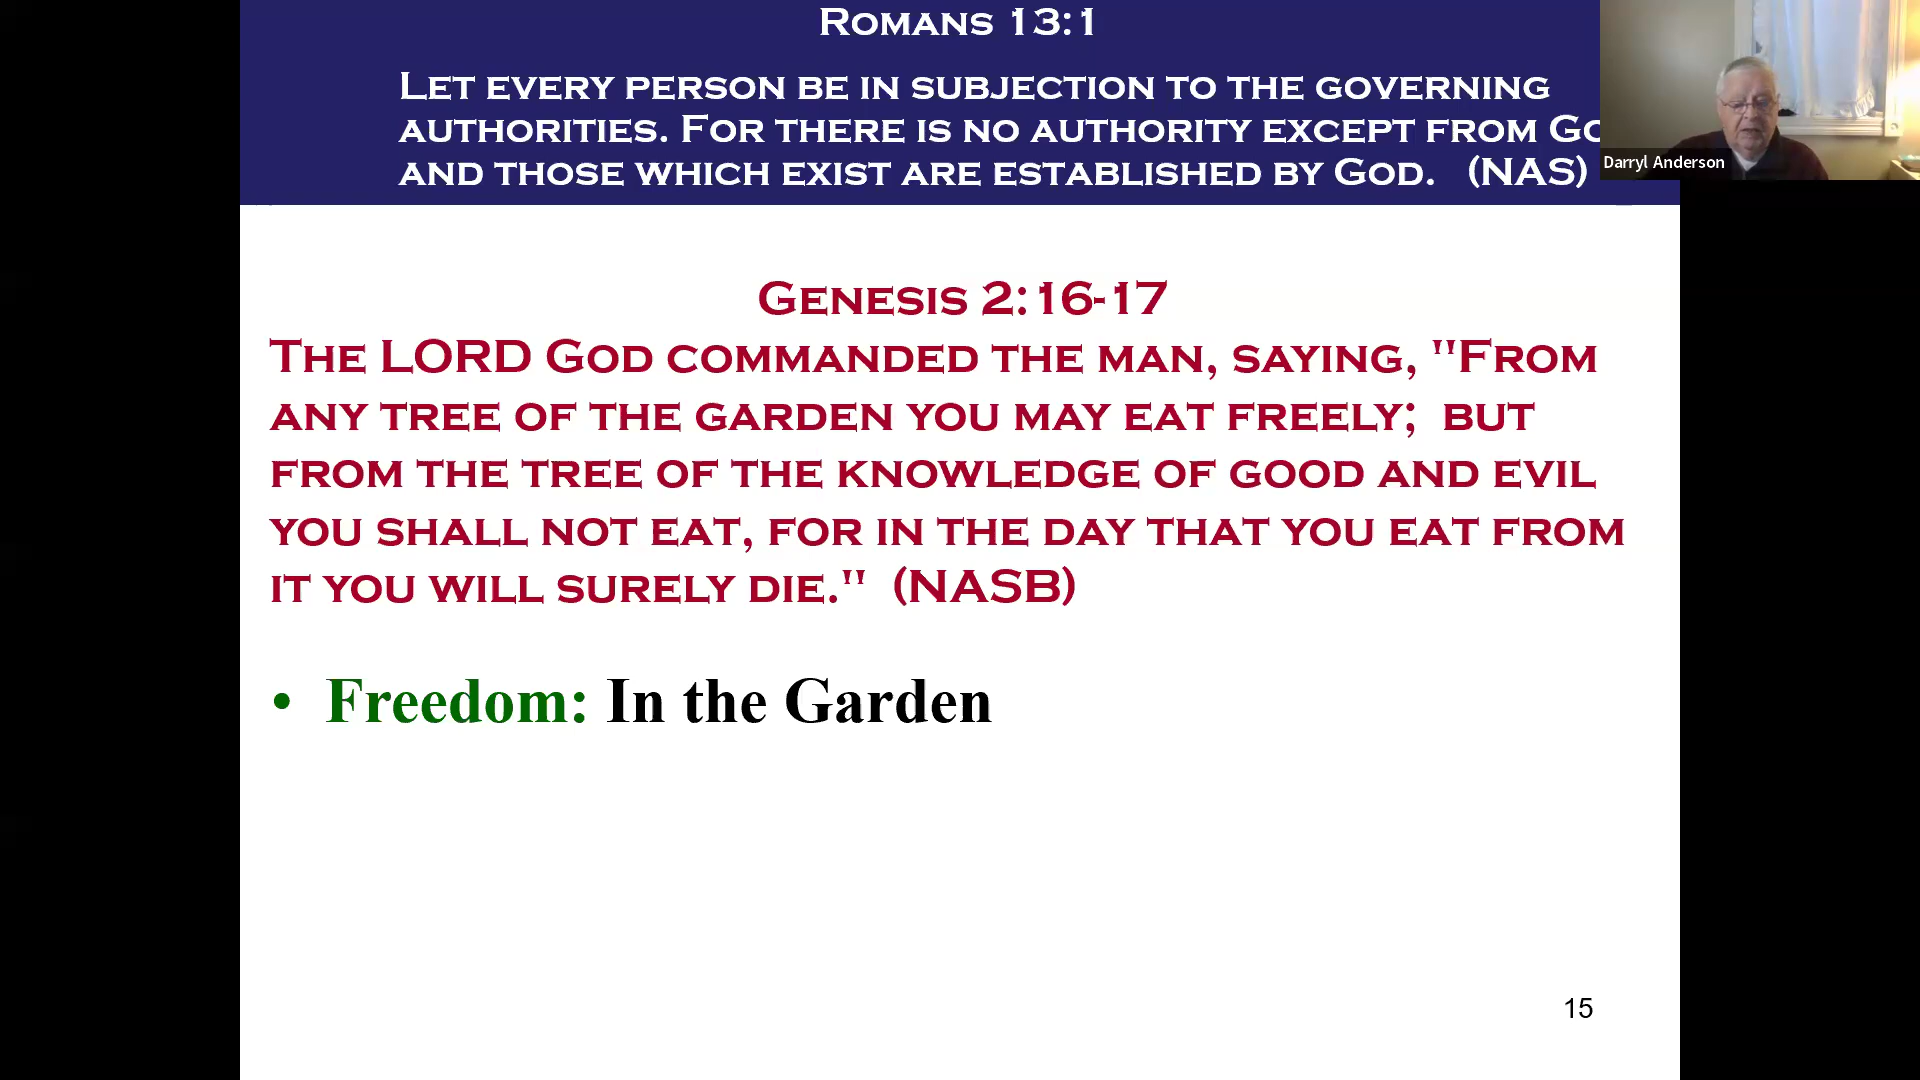 Romans 13:1
Let every person be in subjection to the governing
authorities. For there is no authority except from
and those which exist are established by God. (NAS)
Darryl Anderson
Genesis 2:16-17
The LORD God commanded the man, saying, "From
any tree of the garden you may eat freely; but
from the tree of the knowledge of good and evil
you shall not eat, for in the day that you eat from
it you will surely die." (NASB)
• Freedom: In the Garden
15